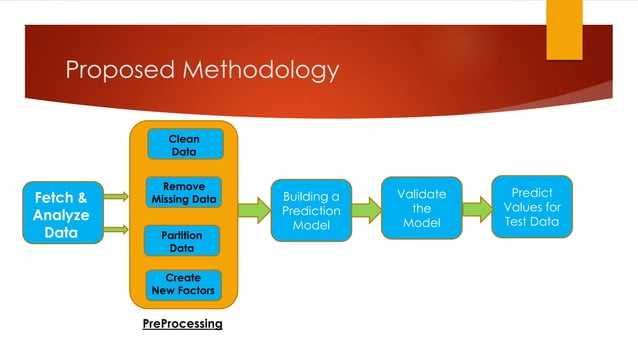 Proposed Methodology
Clean
Data
Remove
Missing Data
Partition
Data
Create
New Factors
Fetch &
Analyze
Data
Building a
Prediction
Model
Validate
the
Model
Predict
Values for
Test Data
PreProcessing